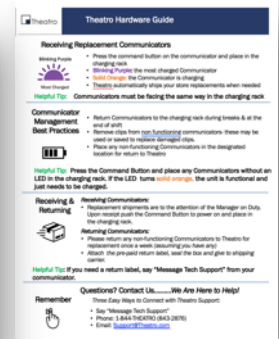 Theatro
Theatro Hardware Guide
Receiving Replacement Communicators
Blinking Purple
Most Charged
• Press the command button on the communicator and place in the charging rack
• Blinking Purple: the most charged Communicator
• Solid Orange: the Communicator is charging
• Theatro automatically ships your store replacements when needed
Helpful Tip: Communicators must be facing the same way in the charging rack
Communicator
Management
Best Practices
• Return Communicators to the charging rack during breaks & at the end of shift
• Remove clips from non functioning communicators- these may be used or saved to replace damaged clips.
• Place any non-functioning Communicators in the designated location for return to Theatro
Helpful Tip: Press the Command Button and place any Communicators without an
LED in the charging rack. If the LED turns solid orange, the unit is functional and
just needs to be charged.
Receiving &
Returning
Receiving Communicators:
• Replacement shipments are to the attention of the Manager on Duty. Upon receipt push the Command Button to power on and place in the charging rack.
Returning Communicators:
• Please return any non-functioning Communicators to Theatro for replacement once a week (assuming you have any)
• Attach the pre-paid return label, seal the box and give to shipping carrier.
Helpful Tip: If you need a return label, say "Message Tech Support" from your
communicator.
Questions? Contact Us........We Are Here to Help!
Remember
Three Easy Ways to Connect with Theatro Support:
• Say "Message Tech Support"
• Phone: 1-844-THEATRO (843-2876)
• Email: Support@Theatro.com